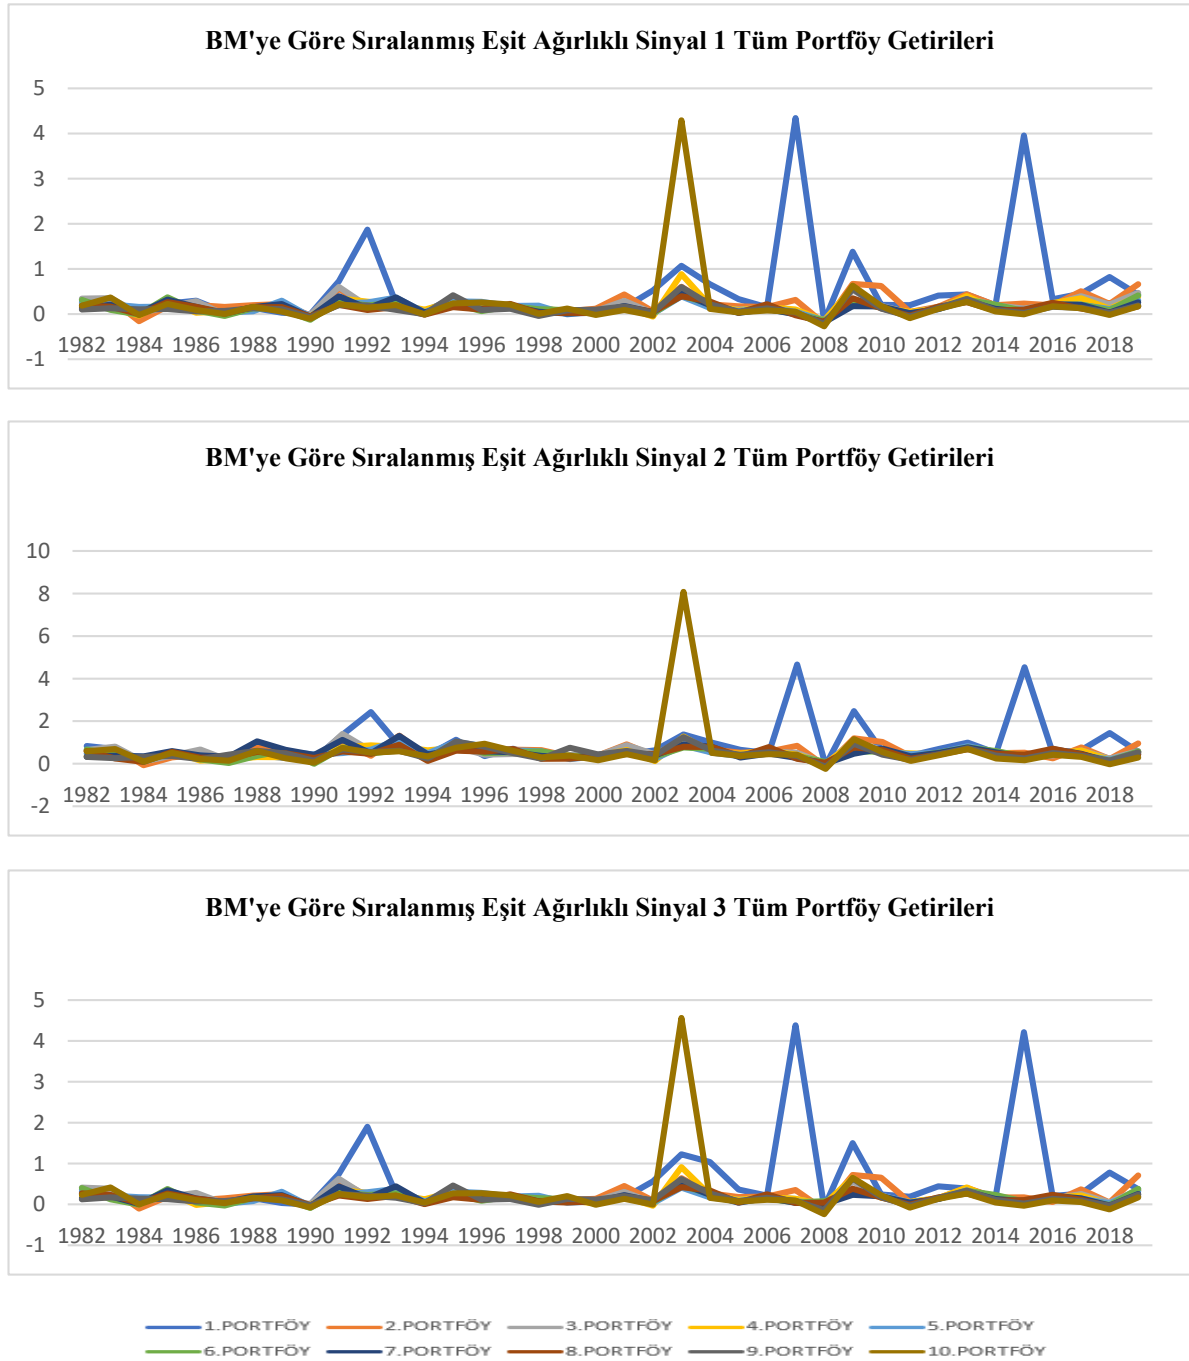 BM'ye Göre Sıralanmış Eşit Ağırlıklı Sinyal 1 Tüm Portföy Getirileri
5
4
3
2
1
0
-1
1982 1984 1986 1988 1990 1992 1994 1996 1998 2000 2002 2004 2006 2008 2010 2012 2014 2016 2018
BM'ye Göre Sıralanmış Eşit Ağırlıklı Sinyal 2 Tüm Portföy Getirileri
10
8
6
4
2
0
-2
1982 1984 1986 1988 1990 1992 1994 1996 1998 2000 2002 2004 2006 2008 2010 2012 2014 2016 2018
BM'ye Göre Sıralanmış Eşit Ağırlıklı Sinyal 3 Tüm Portföy Getirileri
5
4
3
2
1
0
-1
1982 1984 1986 1988 1990 1992 1994 1996 1998 2000 2002 2004 2006 2008 2010 2012 2014 2016 2018
1.PORTFÖY 2.PORTFÖY 3.PORTFÖY 4.PORTFÖY 5.PORTFÖY
6.PORTFÖY 7.PORTFÖY 8.PORTFÖY 9.PORTFÖY 10.PORTFÖY